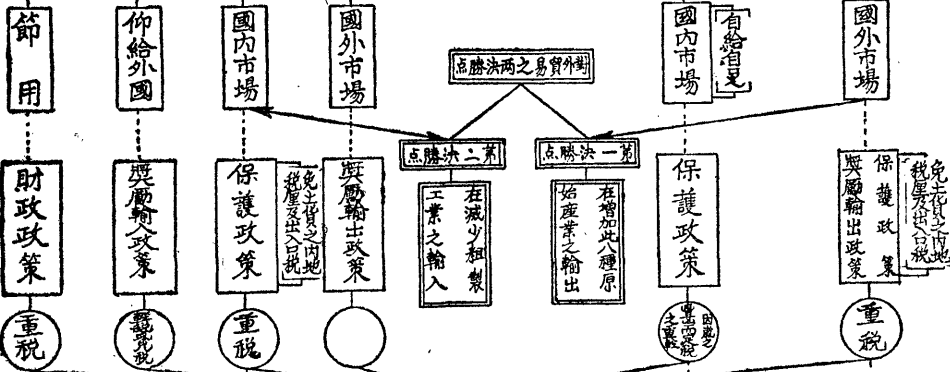 國外市場
國內市場
自給自足
對外貿易之两決勝点
國外市場
國內市場
仰給外國
節用
第一決勝点
第二決勝点
免土貨之內地
稅厘及出入口稅
保護政策
獎勵輸出政策
保護政策
在增加此八種原
始產業之輸出
在減少粗製
工業之輸入
獎勵輸出政策
免土貨之內地
稅厘及出入口稅
保護政策
獎勵輸入政策
財政政策
重稅
重稅
重稅